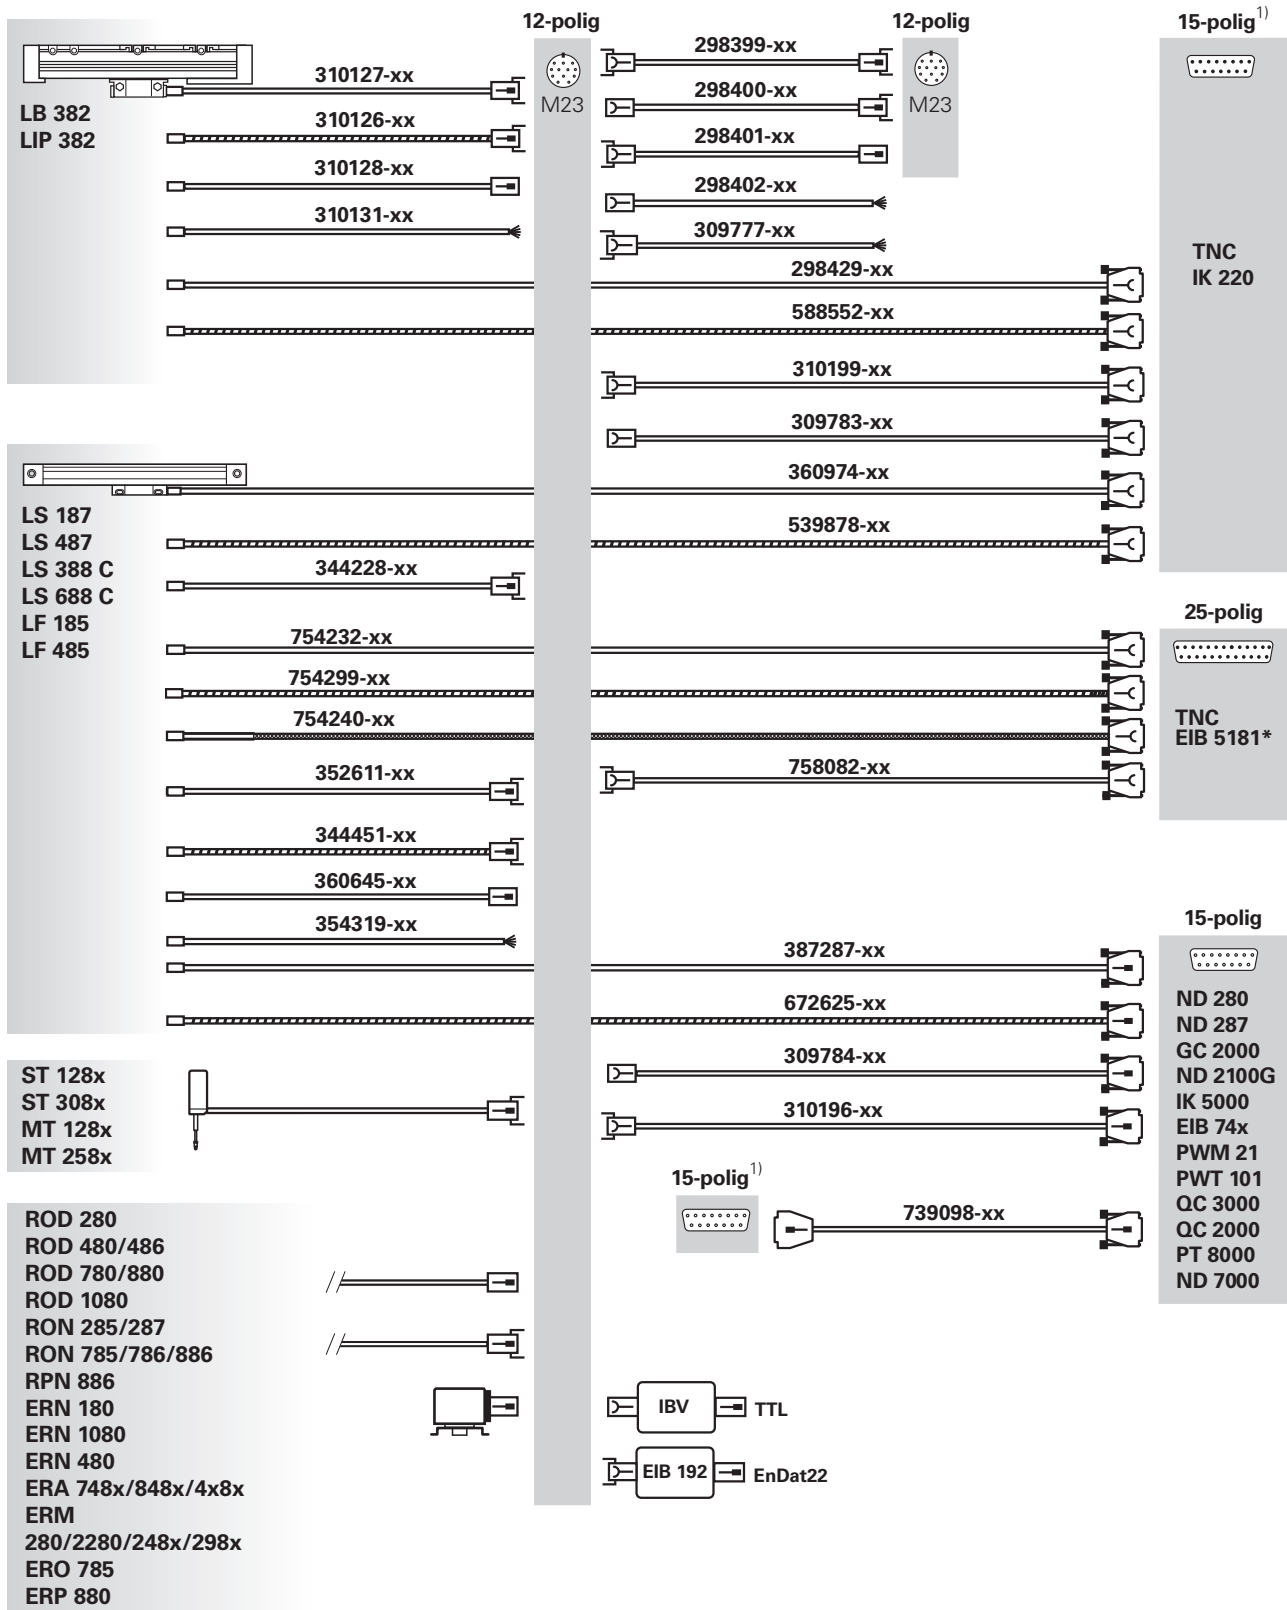 12-polig
12-polig
15-polig1)
M23
M23
LB 382
LIP 382
310127-xx
310126-xx
310128-xx
310131-xx
298399-xx
298400-xx
298401-xx
298402-xx
309777-xx
298429-xx
588552-xx
310199-xx
309783-xx
TNC
IK 220
LS 187
LS 487
LS 388 C
LS 688 C
LF 185
LF 485
360974-xx
539878-xx
344228-xx
754232-xx
754299-xx
754240-xx
352611-xx
758082-xx
344451-xx
360645-xx
354319-xx
387287-xx
672625-xx
25-polig
TNC
EIB 5181*
15-polig
ND 280
ND 287
GC 2000
ND 2100G
IK 5000
EIB 74x
PWM 21
PWT 101
QC 3000
QC 2000
PT 8000
ND 7000
ST 128x
ST 308x
MT 128x
MT 258x
309784-xx
310196-xx
15-polig1)
739098-xx
ROD 280
ROD 480/486
ROD 780/880
ROD 1080
RON 285/287
RON 785/786/886
RPN 886
ERN 180
ERN 1080
ERN 480
ERA 748x/848x/4x8x
ERM
280/2280/248x/298x
ERO 785
ERP 880
IBV
TTL
EIB 192
EnDat22